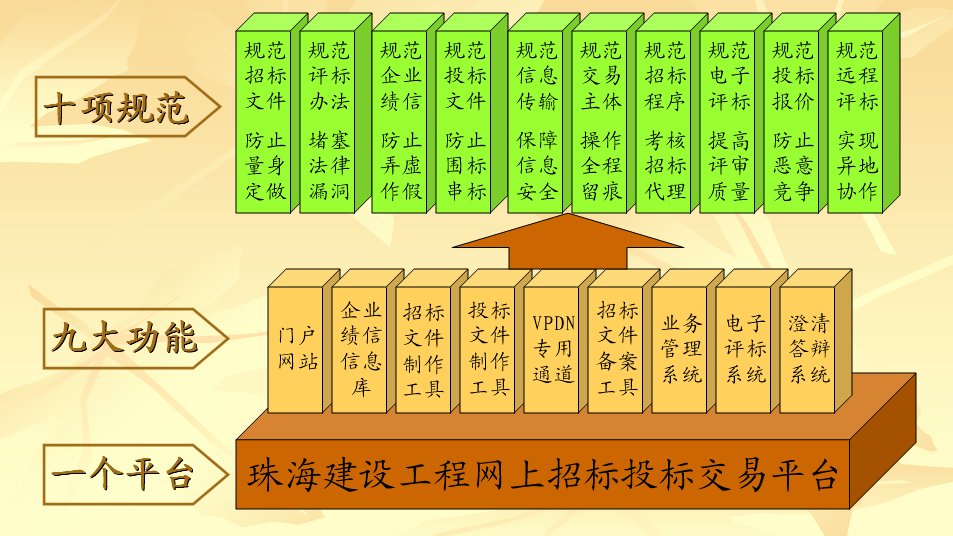 十项规范
规范
招标
文件
防止
量身
定做
规范
评标
办法
堵塞
法律
漏洞
规范
企业
绩信
防止
弄虚
作假
规范
投标
文件
防止
围标
串标
规范
信息
传输
保障
信息
安全
规范
交易
主体
操作
全程
留痕
规范
招标
程序
考核
招标
代理
规范
电子
评标
提高
评审
质量
规范
投标
报价
防止
恶意
竞争
规范
远程
评标
实现
异地
协作
九大功能
门户
网站
企业
绩信
信息
库
招标
文件
制作
工具
投标
文件
制作
工具
VPDN
专用
通道
招标
文件
备案
工具
业务
管理
系统
电子
评标
系统
澄清
答辩
系统
一个平台
珠海建设工程网上招标投标交易平台